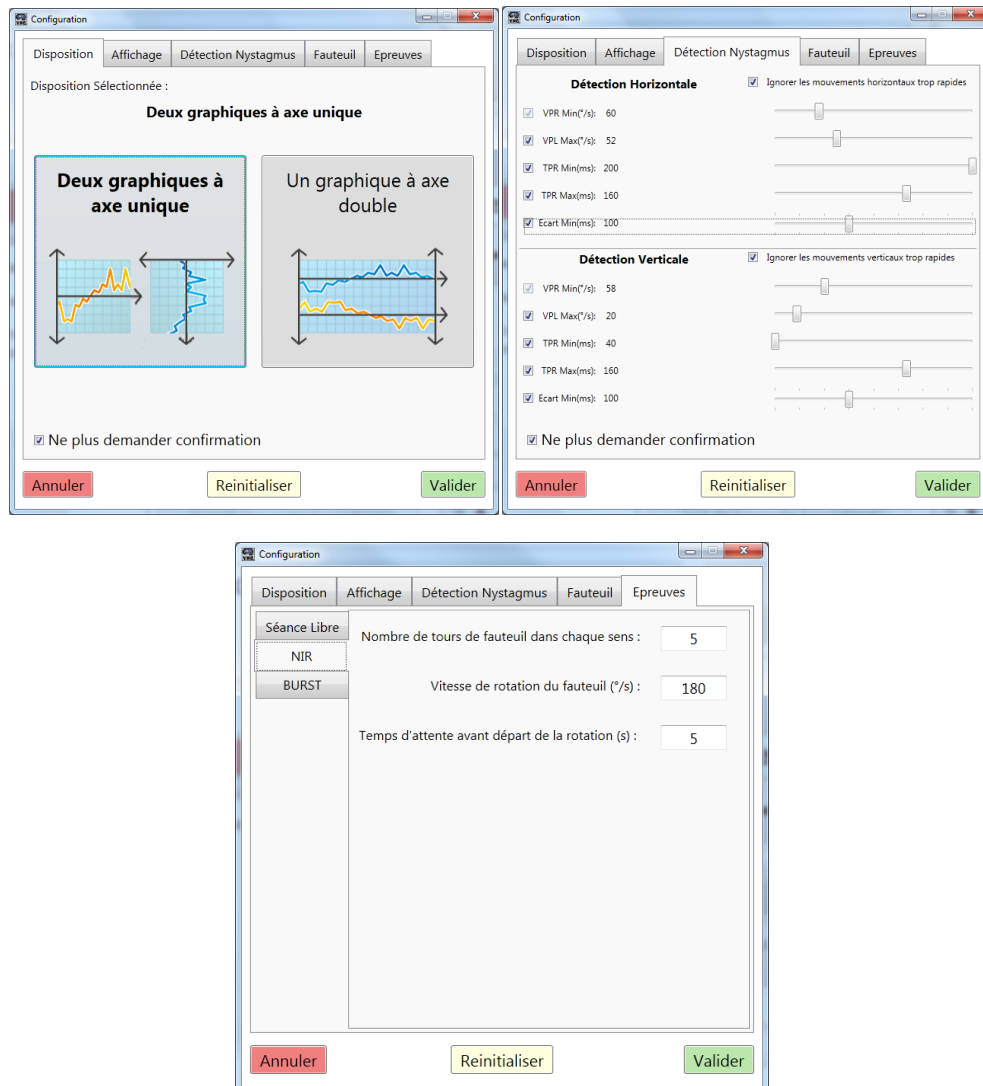 Configuration
Disposition Affichage Détection Nystagmus Fauteuil Epreuves
Disposition Sélectionnée :
Deux graphiques à axe unique
Deux graphiques à
axe unique
Un graphique à axe
double
Ne plus demander confirmation
Annuler Reinitialiser Valider
Configuration
Disposition Affichage Détection Nystagmus Fauteuil Epreuves
Détection Horizontale Ignorer les mouvements horizontaux trop rapides
VPR Min(°/s): 60
VPL Max(°/s): 52
TPR Min(ms): 200
TPR Max(ms): 160
Ecart Min(ms): 100
Détection Verticale Ignorer les mouvements verticaux trop rapides
VPR Min(°/s): 58
VPL Max(°/s): 20
TPR Min(ms): 40
TPR Max(ms): 160
Ecart Min(ms): 100
Ne plus demander confirmation
Annuler Reinitialiser Valider
Configuration
Disposition Affichage Détection Nystagmus Fauteuil Epreuves
Séance Libre
NIR
BURST
Nombre de tours de fauteuil dans chaque sens : 5
Vitesse de rotation du fauteuil (°/s) : 180
Temps d'attente avant départ de la rotation (s) : 5
Annuler Reinitialiser Valider